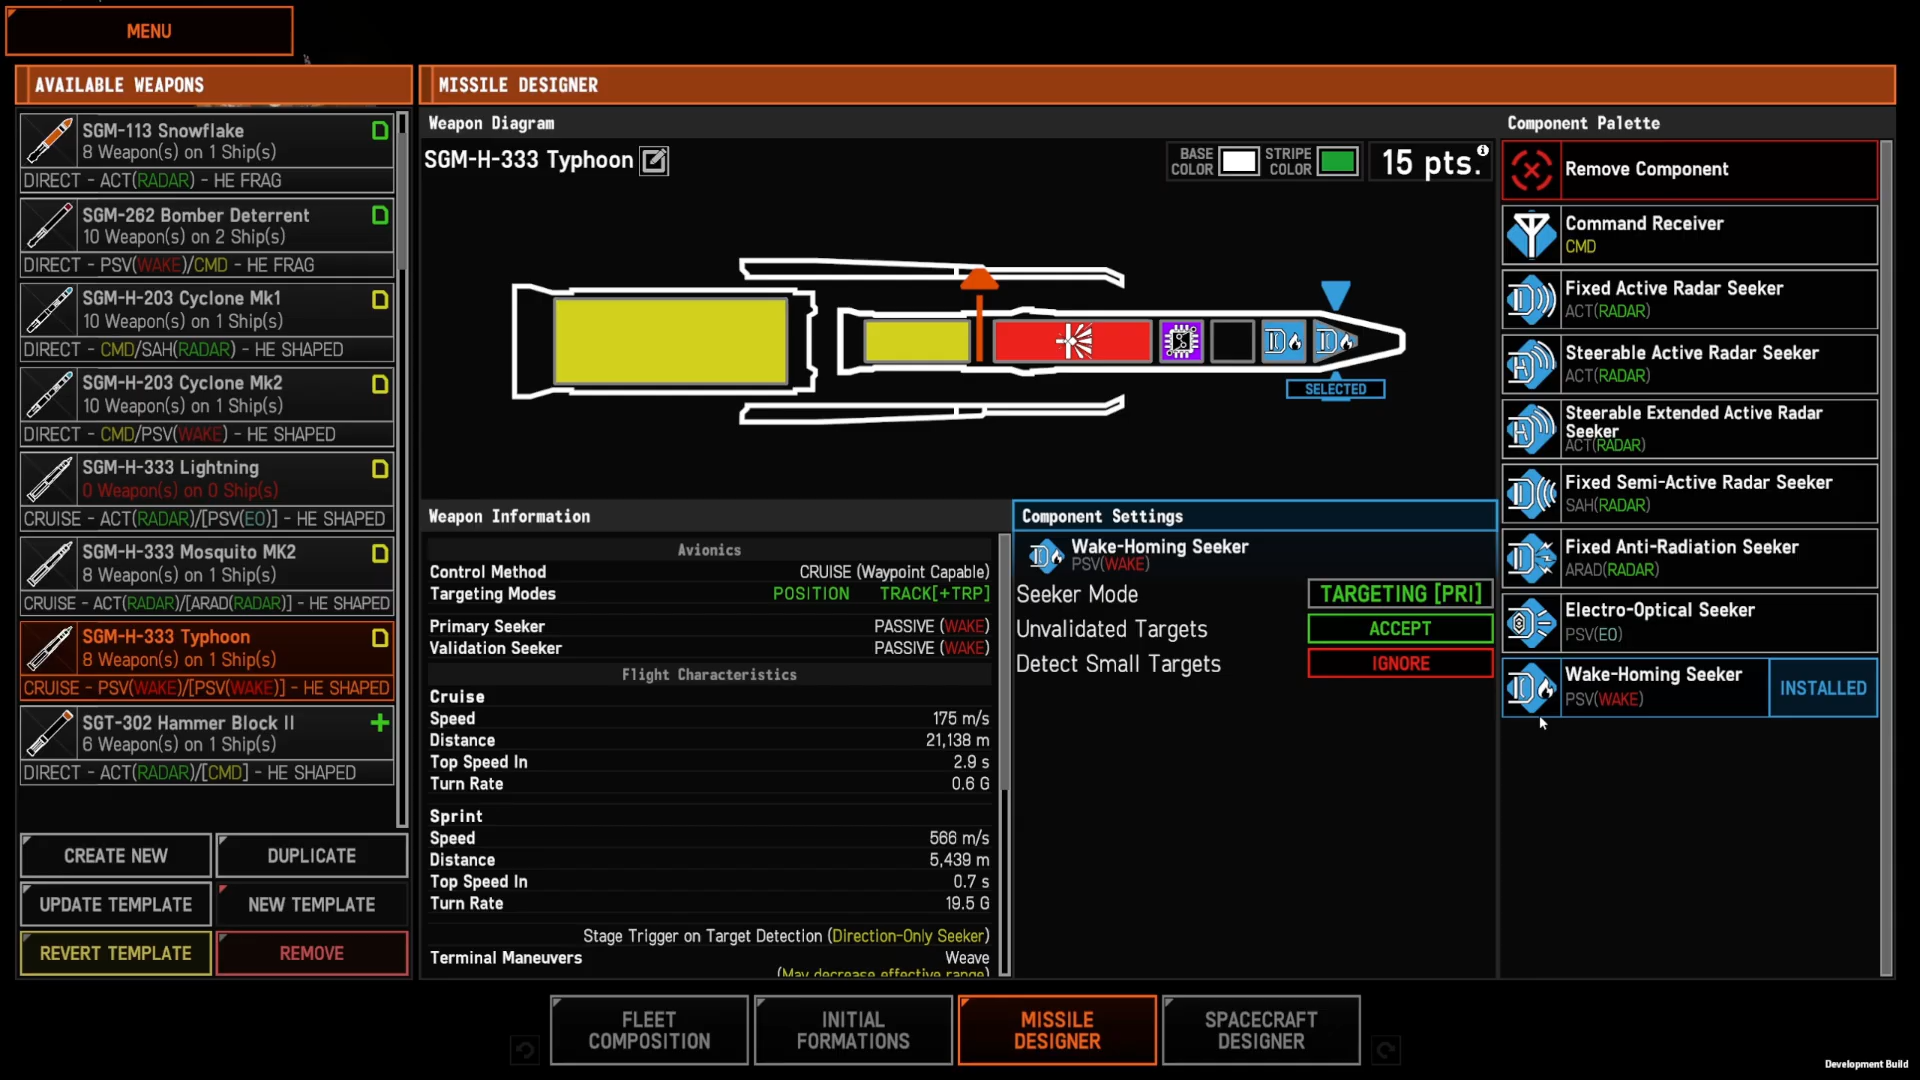 MENU
AVAILABLE WEAPONS
SGM-113 Snowflake
8 Weapon(s) on 1 Ship(s)
DIRECT - ACT(RADAR) - HE FRAG
SGM-262 Bomber Deterrent
10 Weapon(s) on 2 Ship(s)
DIRECT - PSV(WAKE)/CMD - HE FRAG
SGM-H-203 Cyclone Mk1
10 Weapon(s) on 1 Ship(s)
DIRECT - CMD/SAH(RADAR) - HE SHAPED
SGM-H-203 Cyclone Mk2
10 Weapon(s) on 1 Ship(s)
DIRECT - CMD/PSV(WAKE) - HE SHAPED
SGM-H-333 Lightning
0 Weapon(s) on 0 Ship(s)
CRUISE - ACT(RADAR)/[PSV(EO)] - HE SHAPED
SGM-H-333 Mosquito MK2
8 Weapon(s) on 1 Ship(s)
CRUISE - ACT(RADAR)/[ARAD(RADAR)] - HE SHAPED
SGM-H-333 Typhoon
8 Weapon(s) on 1 Ship(s)
CRUISE - PSV(WAKE)/[PSV(WAKE)] - HE SHAPED
SGT-302 Hammer Block II
6 Weapon(s) on 1 Ship(s)
DIRECT - ACT(RADAR)/[CMD] - HE SHAPED
CREATE NEW
DUPLICATE
UPDATE TEMPLATE
NEW TEMPLATE
REVERT TEMPLATE
REMOVE
MISSILE DESIGNER
Weapon Diagram
SGM-H-333 Typhoon
BASE COLOR
STRIPE COLOR
15 pts.
SELECTED
Weapon Information
Avionics
Control Method CRUISE (Waypoint Capable)
Targeting Modes POSITION TRACK[+TRP]
Primary Seeker PASSIVE (WAKE)
Validation Seeker PASSIVE (WAKE)
Flight Characteristics
Cruise
Speed 175 m/s
Distance 21,138 m
Top Speed In 2.9 s
Turn Rate 0.6 G
Sprint
Speed 566 m/s
Distance 5,439 m
Top Speed In 0.7 s
Turn Rate 19.5 G
Stage Trigger on Target Detection (Direction-Only Seeker)
Terminal Maneuvers Weave
(May decrease effective range)
Component Settings
Wake-Homing Seeker
PSV(WAKE)
Seeker Mode TARGETING [PRI]
Unvalidated Targets ACCEPT
Detect Small Targets IGNORE
Component Palette
Remove Component
Command Receiver
CMD
Fixed Active Radar Seeker
ACT(RADAR)
Steerable Active Radar Seeker
ACT(RADAR)
Steerable Extended Active Radar
Seeker
ACT(RADAR)
Fixed Semi-Active Radar Seeker
SAH(RADAR)
Fixed Anti-Radiation Seeker
ARAD(RADAR)
Electro-Optical Seeker
PSV(EO)
Wake-Homing Seeker
PSV(WAKE)
INSTALLED
FLEET
COMPOSITION
INITIAL
FORMATIONS
MISSILE
DESIGNER
SPACECRAFT
DESIGNER
Development Build